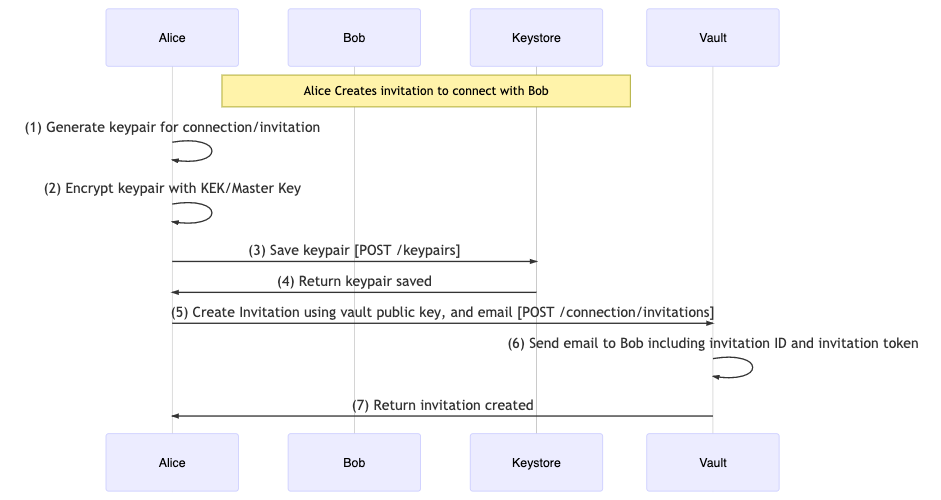 Alice
Bob
Keystore
Vault
Alice Creates invitation to connect with Bob
(1) Generate keypair for connection/invitation
(2) Encrypt keypair with KEK/Master Key
(3) Save keypair [POST /keypairs]
(4) Return keypair saved
(5) Create Invitation using vault public key, and email [POST /connection/invitations]
(6) Send email to Bob including invitation ID and invitation token
(7) Return invitation created
Alice
Bob
Keystore
Vault